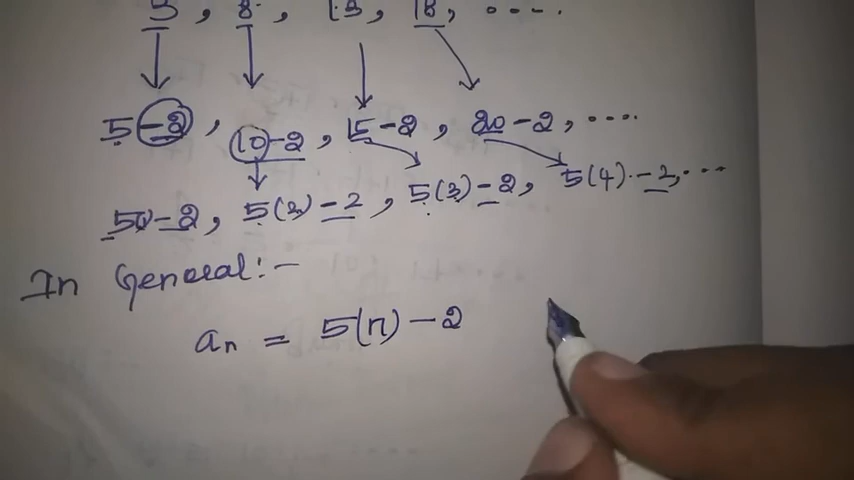 , 8, 13, 18, ....
5-2, 10-2, 15-2, 20-2, ....
5(1)-2, 5(2)-2, 5(3)-2, 5(4)-2, ...
In General:-
aₙ = 5(n)-2